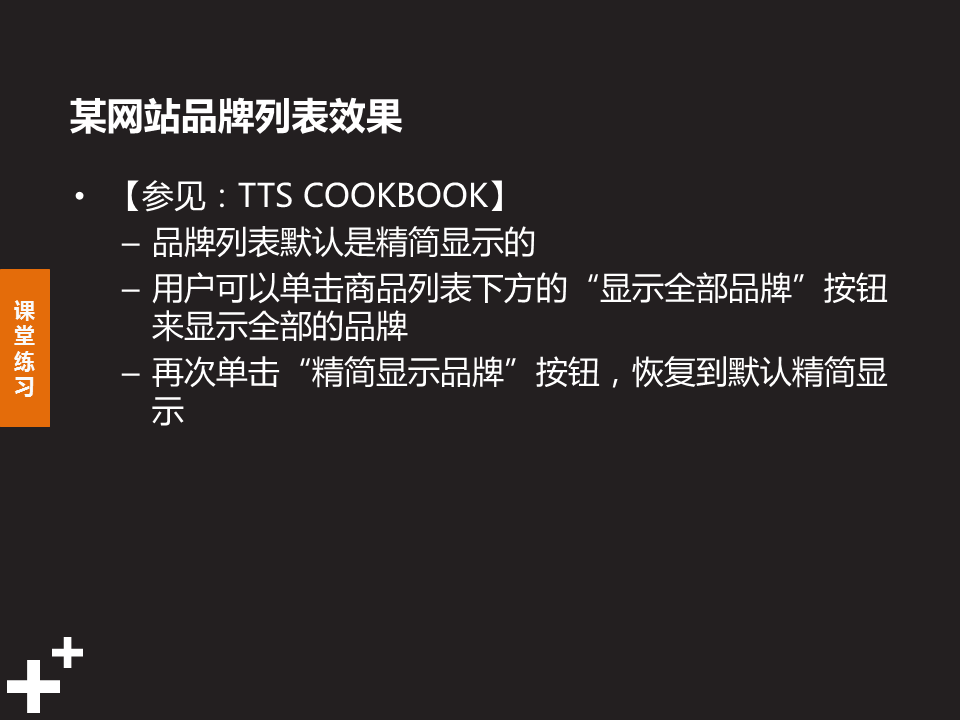 某网站品牌列表效果
• 【参见：TTS COOKBOOK】
– 品牌列表默认是精简显示的
– 用户可以单击商品列表下方的“显示全部品牌”按钮
来显示全部的品牌
– 再次单击“精简显示品牌”按钮，恢复到默认精简显
示
课
堂
练
习